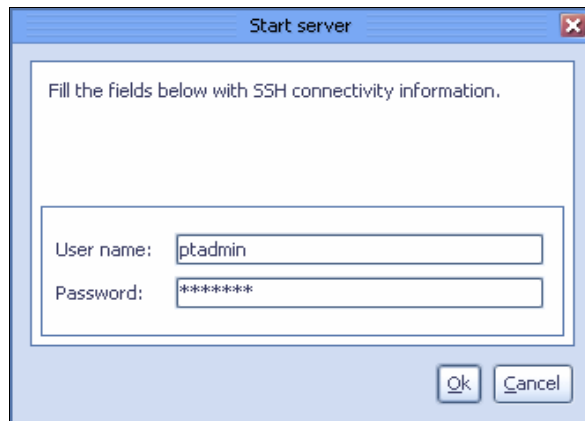 Start server
Fill the fields below with SSH connectivity information.
User name: ptadmin
Password: *******
Ok Cancel